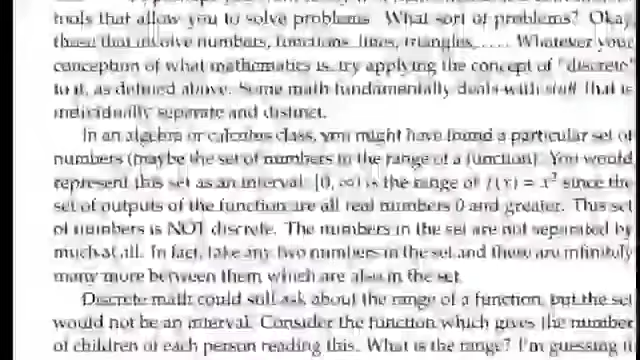 tools that allow you to solve problems. What sort of problems? Okay,
those that involve numbers, functions, lines, triangles, .... Whatever your
conception of what mathematics is, try applying the concept of "discrete"
to it, as defined above. Some math fundamentally deals with stuff that is
individually separate and distinct.
In an algebra or calculus class, you might have found a particular set of
numbers (maybe the set of numbers in the range of a function). You would
represent this set as an interval: [0, ∞) is the range of f(x) = x² since the
set of outputs of the function are all real numbers 0 and greater. This set
of numbers is NOT discrete. The numbers in the set are not separated by
much at all. In fact, take any two numbers in the set and there are infinitely
many more between them which are also in the set.
Discrete math could still ask about the range of a function, but the set
would not be an interval. Consider the function which gives the number
of children of each person reading this. What is the range? I'm guessing it